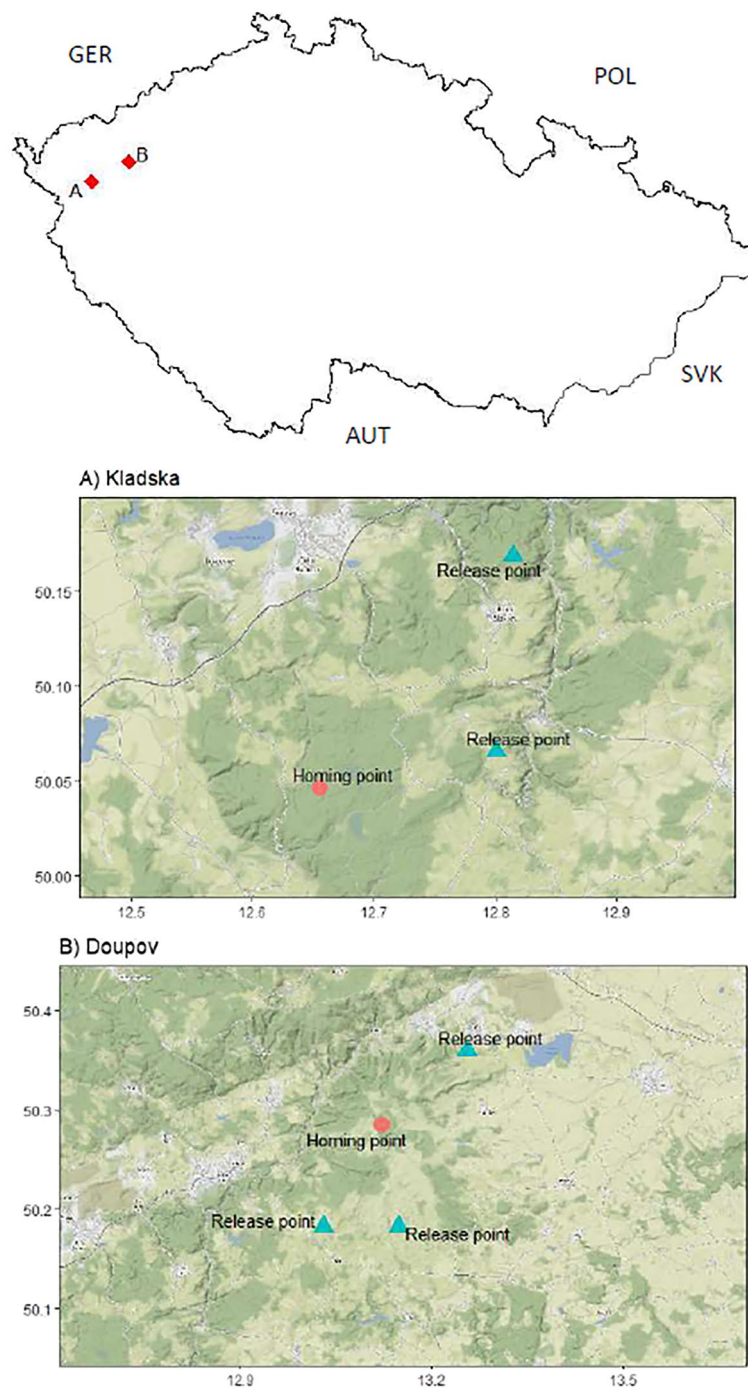 GER
POL
B
A
SVK
AUT
A) Kladska
Release point
50.15
50.10
Release point
50.05
Homing point
50.00
12.5 12.6 12.7 12.8 12.9
B) Doupov
50.4
Release point
50.3
Homing point
50.2
Release point Release point
50.1
12.9 13.2 13.5